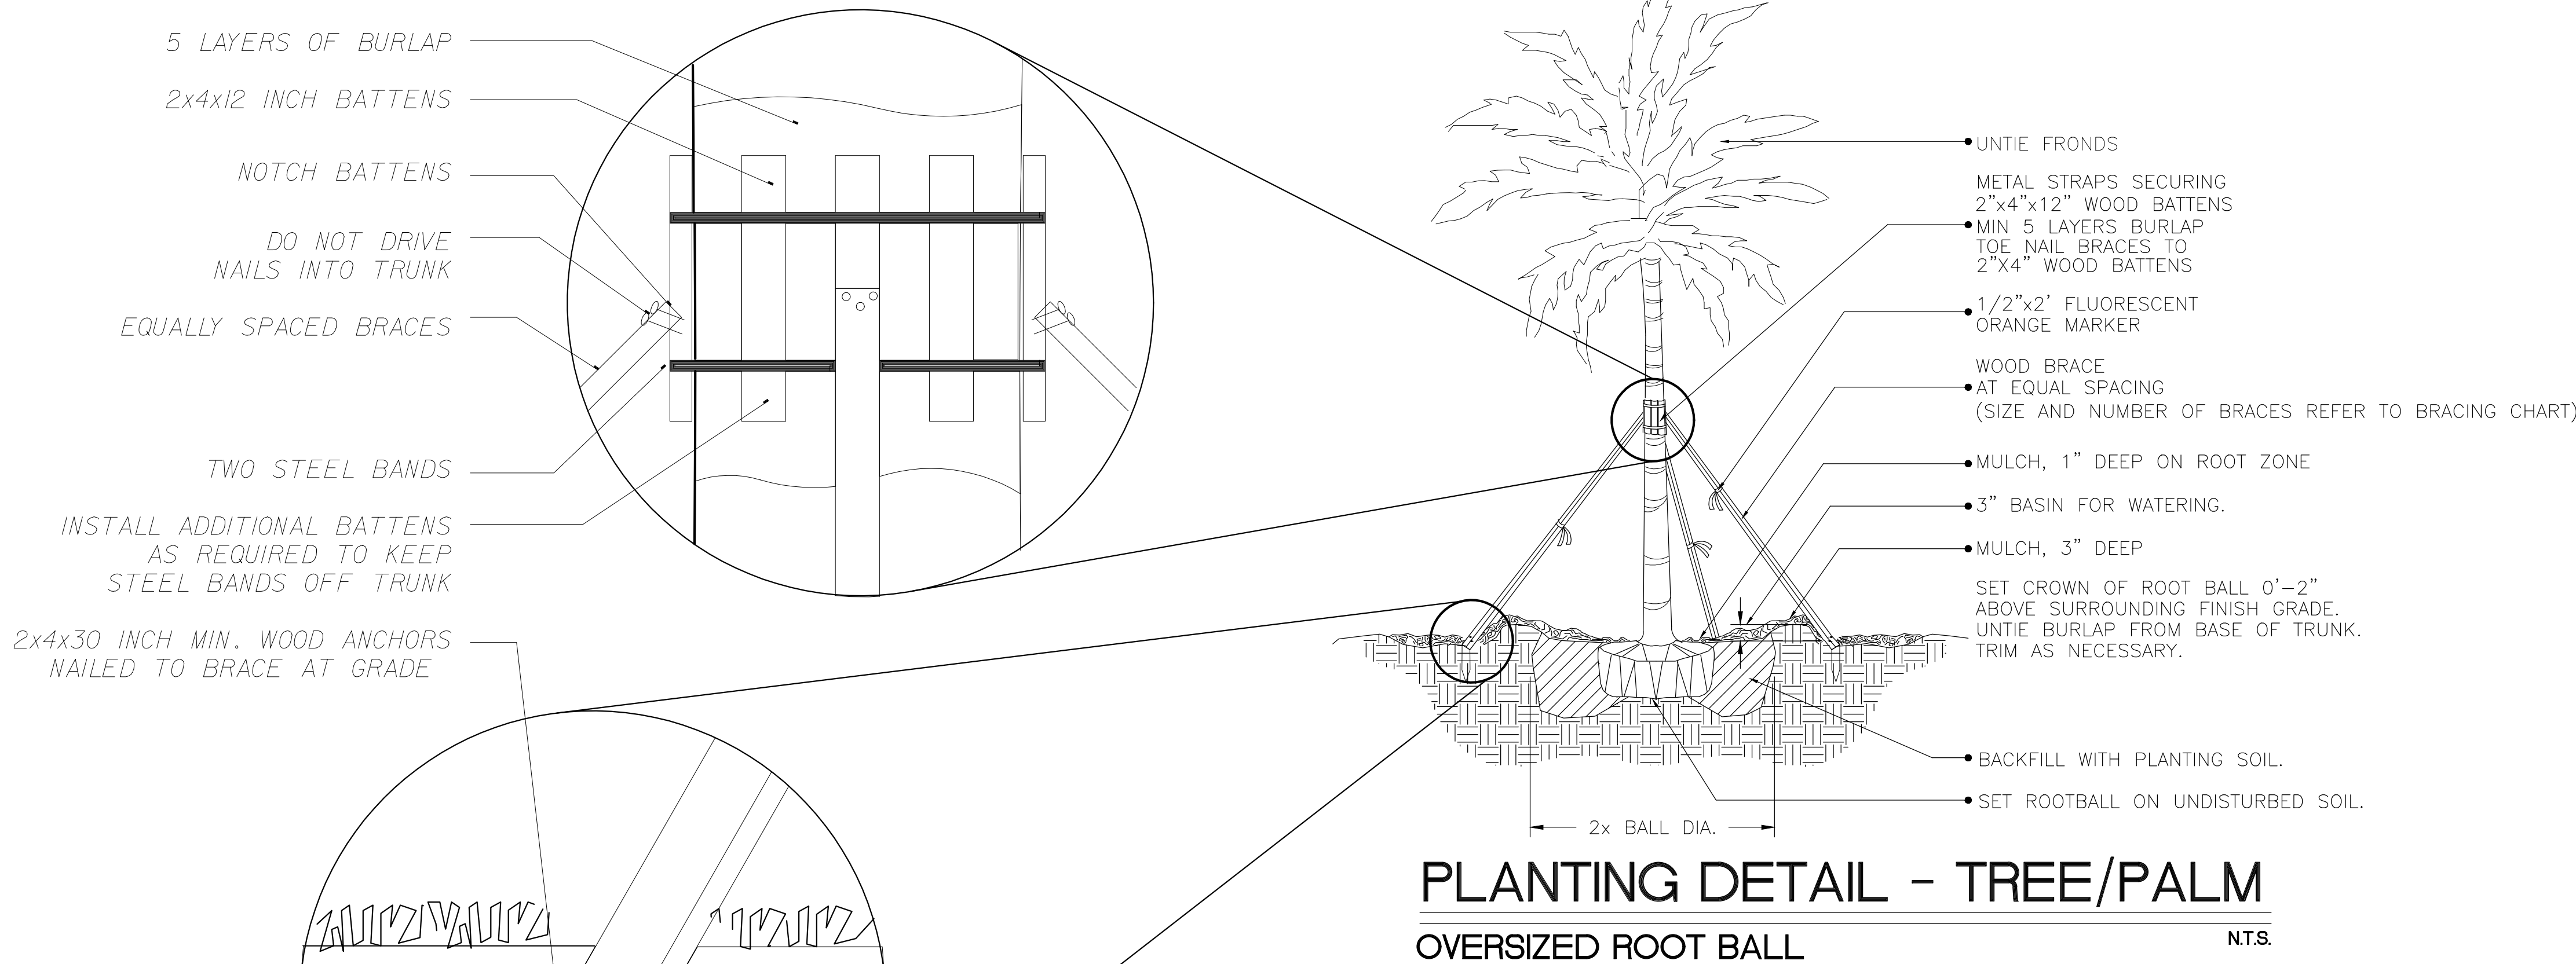 5 LAYERS OF BURLAP
2x4x12 INCH BATTENS
NOTCH BATTENS
DO NOT DRIVE
NAILS INTO TRUNK
EQUALLY SPACED BRACES
TWO STEEL BANDS
INSTALL ADDITIONAL BATTENS
AS REQUIRED TO KEEP
STEEL BANDS OFF TRUNK
2x4x30 INCH MIN. WOOD ANCHORS
NAILED TO BRACE AT GRADE
UNTIE FRONDS
METAL STRAPS SECURING
2"x4"x12" WOOD BATTENS
MIN 5 LAYERS BURLAP
TOE NAIL BRACES TO
2"X4" WOOD BATTENS
1/2"x2' FLUORESCENT
ORANGE MARKER
WOOD BRACE
AT EQUAL SPACING
(SIZE AND NUMBER OF BRACES REFER TO BRACING CHART)
MULCH, 1" DEEP ON ROOT ZONE
3" BASIN FOR WATERING.
MULCH, 3" DEEP
SET CROWN OF ROOT BALL 0'-2"
ABOVE SURROUNDING FINISH GRADE.
UNTIE BURLAP FROM BASE OF TRUNK.
TRIM AS NECESSARY.
BACKFILL WITH PLANTING SOIL.
SET ROOTBALL ON UNDISTURBED SOIL.
2x BALL DIA.
PLANTING DETAIL - TREE/PALM
OVERSIZED ROOT BALL
N.T.S.